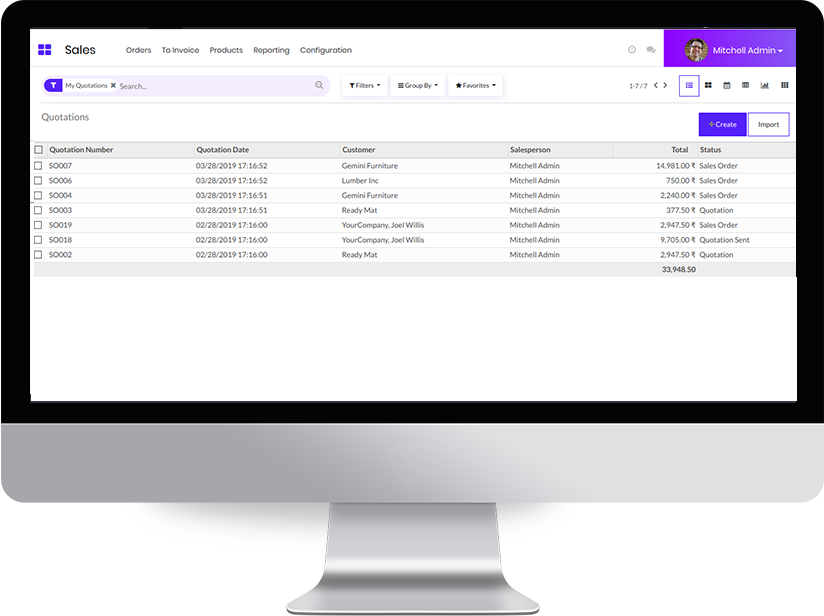 Sales Orders To Invoice Products Reporting Configuration Mitchell Admin
My Quotations Search... Filters Group By Favorites 1-7 / 7
Quotations
+ Create Import
Quotation Number Quotation Date Customer Salesperson Total Status
SO007 03/28/2019 17:16:52 Gemini Furniture Mitchell Admin 14,981.00 ₹ Sales Order
SO006 03/28/2019 17:16:52 Lumber Inc Mitchell Admin 750.00 ₹ Sales Order
SO004 03/28/2019 17:16:51 Gemini Furniture Mitchell Admin 2,240.00 ₹ Sales Order
SO003 03/28/2019 17:16:51 Ready Mat Mitchell Admin 377.50 ₹ Quotation
SO019 02/28/2019 17:16:00 YourCompany, Joel Willis Mitchell Admin 2,947.50 ₹ Sales Order
SO018 02/28/2019 17:16:00 YourCompany, Joel Willis Mitchell Admin 9,705.00 ₹ Quotation Sent
SO002 02/28/2019 17:16:00 Ready Mat Mitchell Admin 2,947.50 ₹ Quotation
33,948.50